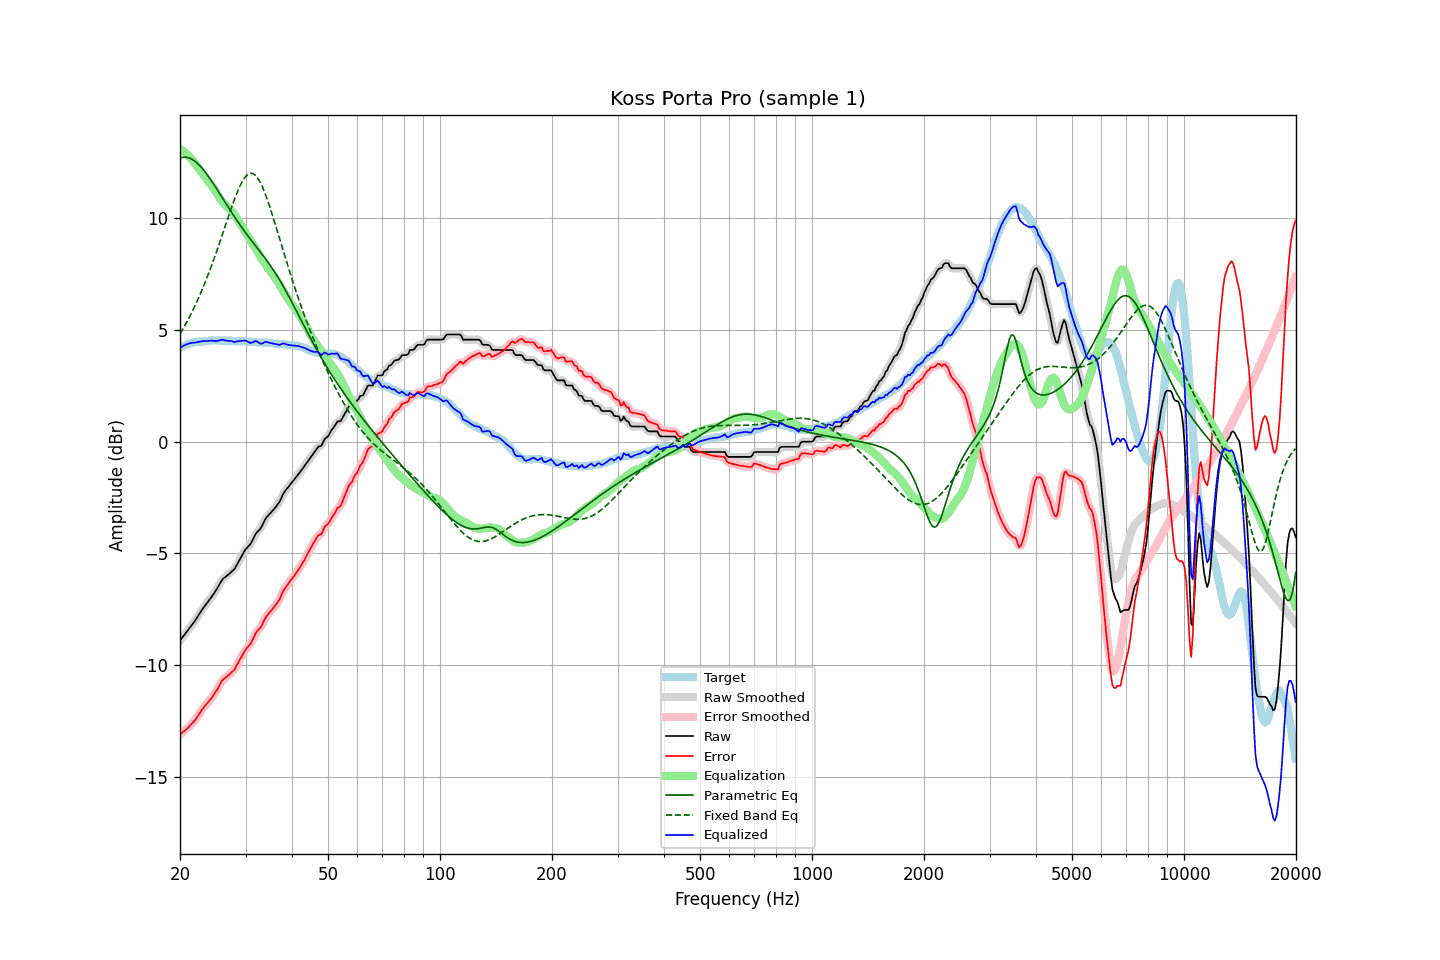 Koss Porta Pro (sample 1)
Amplitude (dBr)
10
5
0
−5
−10
−15
Target
Raw Smoothed
Error Smoothed
Raw
Error
Equalization
Parametric Eq
Fixed Band Eq
Equalized
20 50 100 200 500 1000 2000 5000 10000 20000
Frequency (Hz)